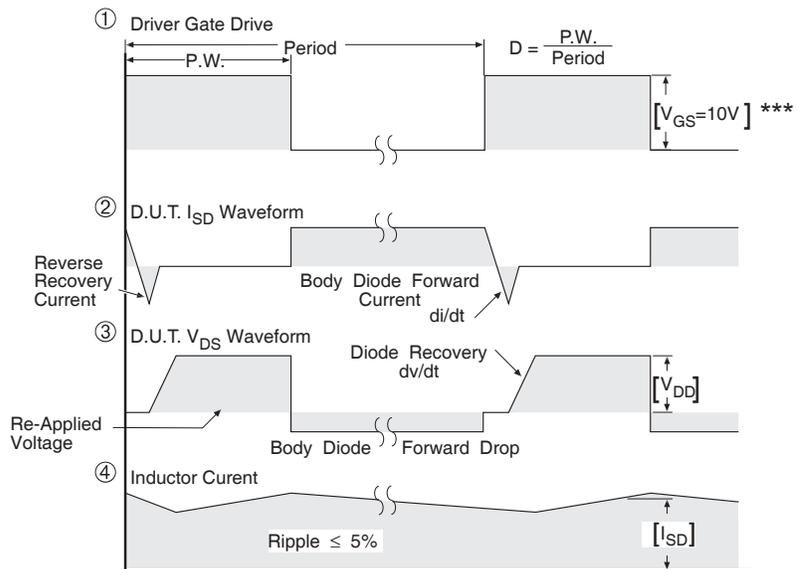 ① Driver Gate Drive
Period
P.W.
D = P.W.
Period
[VGS=10V] ***
② D.U.T. ISD Waveform
Reverse
Recovery
Current
Body Diode Forward
Current
di/dt
③ D.U.T. VDS Waveform
Diode Recovery
dv/dt
[VDD]
Re-Applied
Voltage
Body Diode Forward Drop
④ Inductor Curent
Ripple ≤ 5%
[ISD]